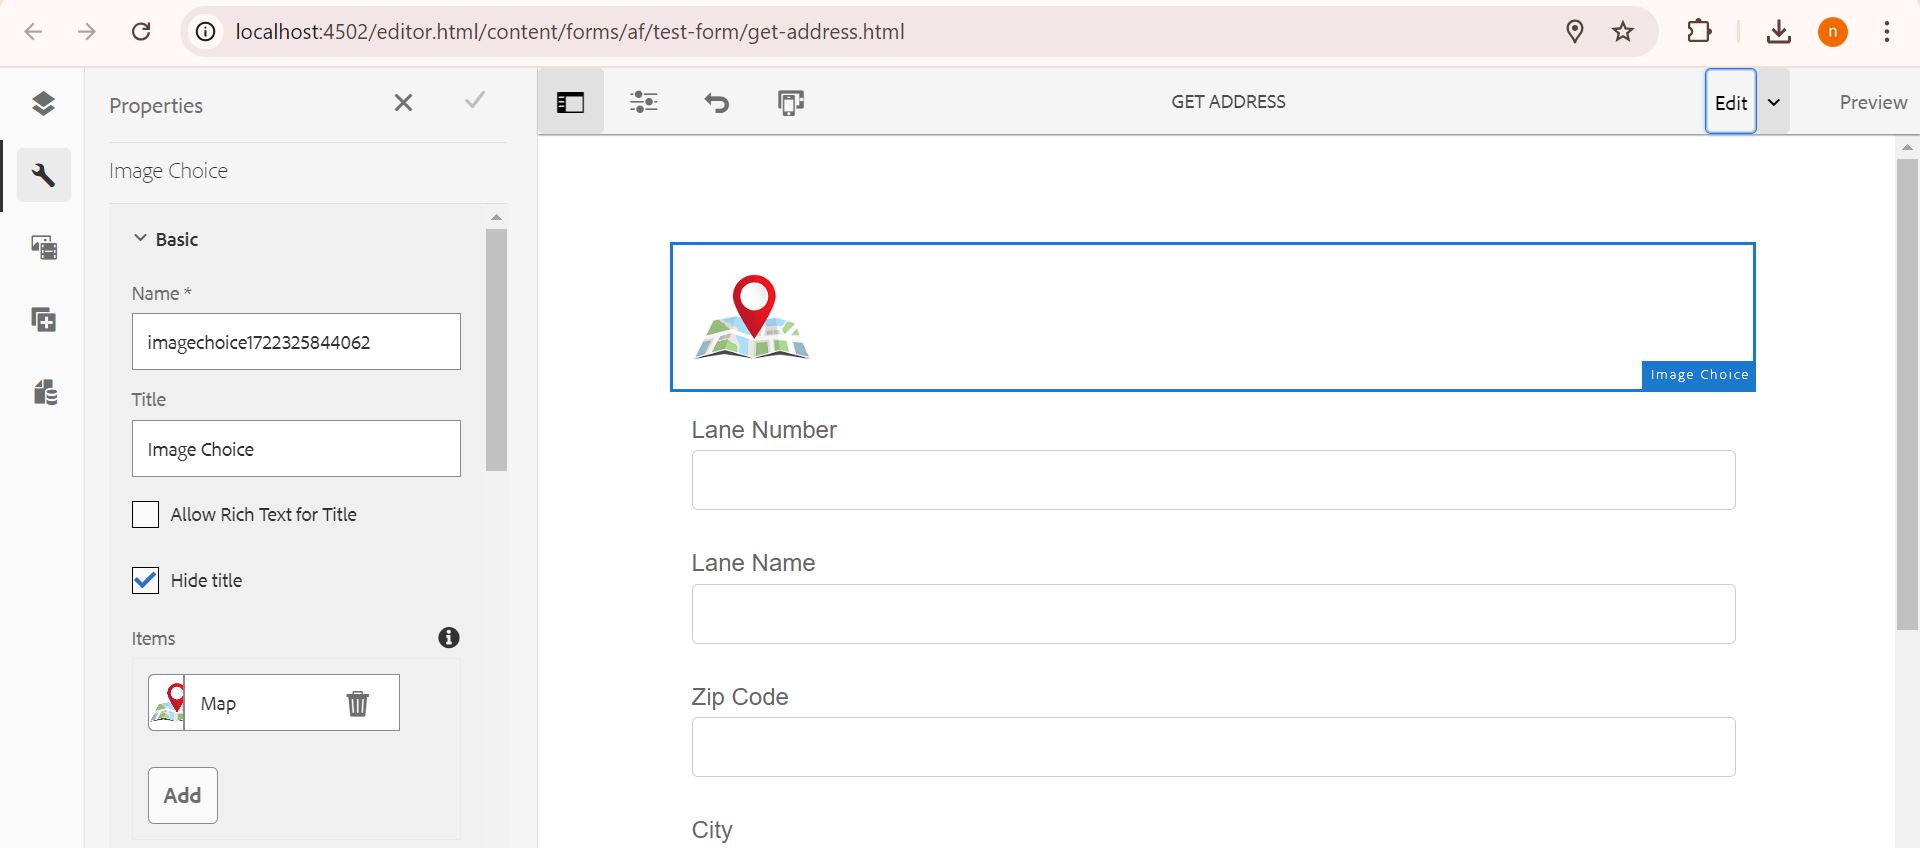 localhost:4502/editor.html/content/forms/af/test-form/get-address.html
n
Properties
GET ADDRESS
Edit
Preview
Image Choice
Basic
Name *
imagechoice1722325844062
Title
Image Choice
Allow Rich Text for Title
Hide title
Items
Map
Add
Image Choice
Lane Number
Lane Name
Zip Code
City